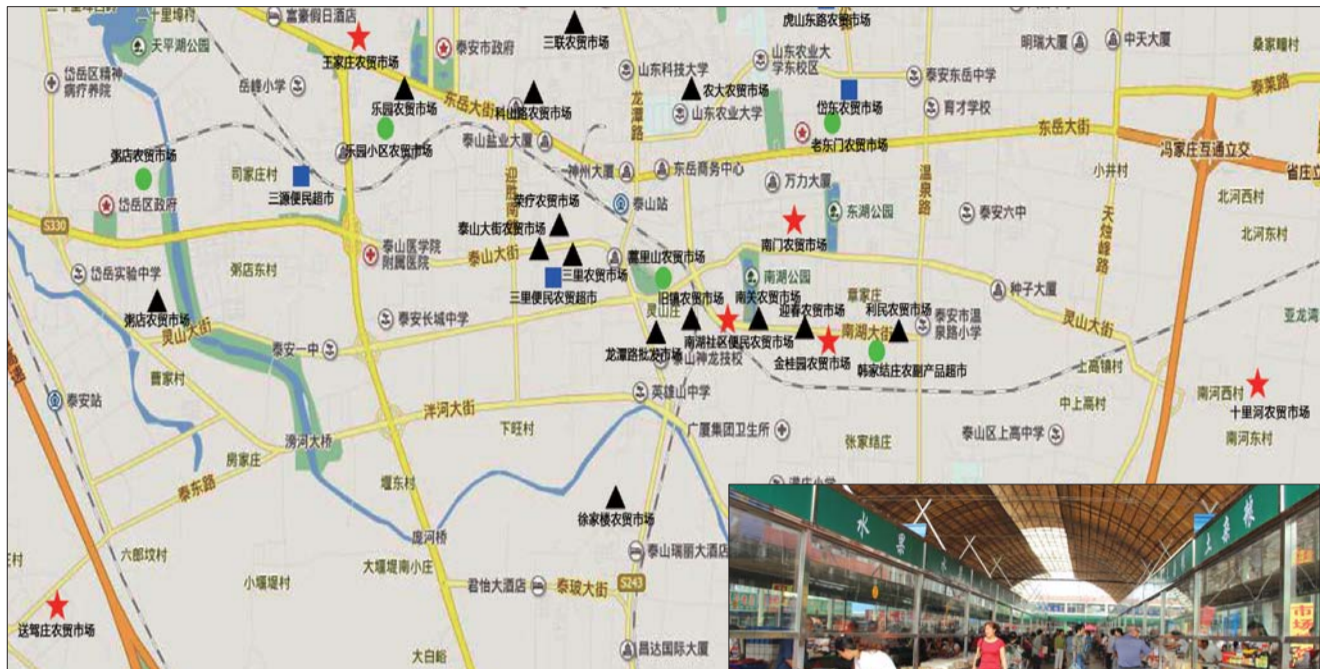 富豪假日酒店
三联农贸市场
虎山东路农贸市场
二十里埠村
天平湖公园
王家庄农贸市场
泰安市政府
山东农业大
学东校区
明瑞大厦
中天大厦
桑家疃村
岱岳区精神
病疗养院
岳峰小学
乐园农贸市场
东岳大街
科山路农贸市场
山东科技大学
龙潭路
农大农贸市场
岱东农贸市场
泰安东岳中学
泰莱路
山东农业大学
育才学校
粥店农贸市场
乐园小区农贸市场
泰山盐业大厦
老东门农贸市场
东岳大街
冯家庄互通立交
司家庄村
三源便民超市
迎胜南路
神州大厦
东岳商务中心
万力大厦
温泉路
小井村
省庄立
岱岳区政府
荣疗农贸市场
泰山站
东湖公园
泰安六中
天烛峰路
北河西村
S330
泰山大街农贸市场
南门农贸市场
北河东村
岱岳实验中学
粥店东村
泰山医学院
附属医院
泰山大街
三里农贸市场
蒿里山农贸市场
南湖公园
三里便民农贸超市
旧镇农贸市场
南关农贸市场
章家庄
种子大厦
粥店农贸市场
灵山大街
泰安长城中学
灵山庄
迎春农贸市场
利民农贸市场
泰安市温
泉路小学
灵山大街
亚龙湾
泰安一中
龙潭路批发市场
南湖社区便民农贸市场
南湖大街
泰山神龙技校
金桂园农贸市场
韩家结庄农副产品超市
上高镇村
曹家村
英雄山中学
南河西村
泰安站
洋河大街
中上高村
十里河农贸市场
下旺村
广厦集团卫生所
张家结庄
泰山区上高中学
南河东村
房家庄
滂河大桥
泰东路
堰东村
徐家楼农贸市场
水果
土杂粮
庞河桥
六郎坟村
泰山瑞丽大酒店
小堰堤村
大堰堤南小庄
君怡大酒店
泰玻大街
S243
送驾庄农贸市场
大白峪
昌达国际大厦
市场